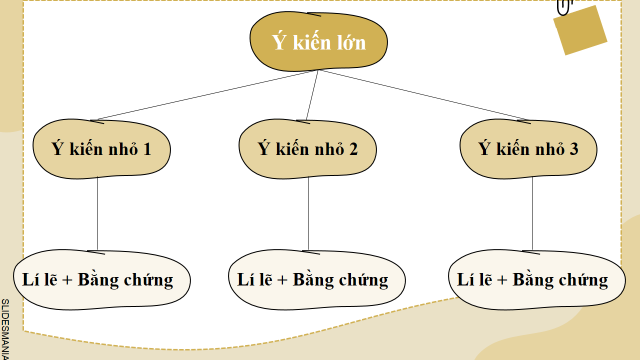 Ý kiến lớn
Ý kiến nhỏ 1
Ý kiến nhỏ 2
Ý kiến nhỏ 3
Lí lẽ + Bằng chứng
Lí lẽ + Bằng chứng
Lí lẽ + Bằng chứng
SLIDESMANIA